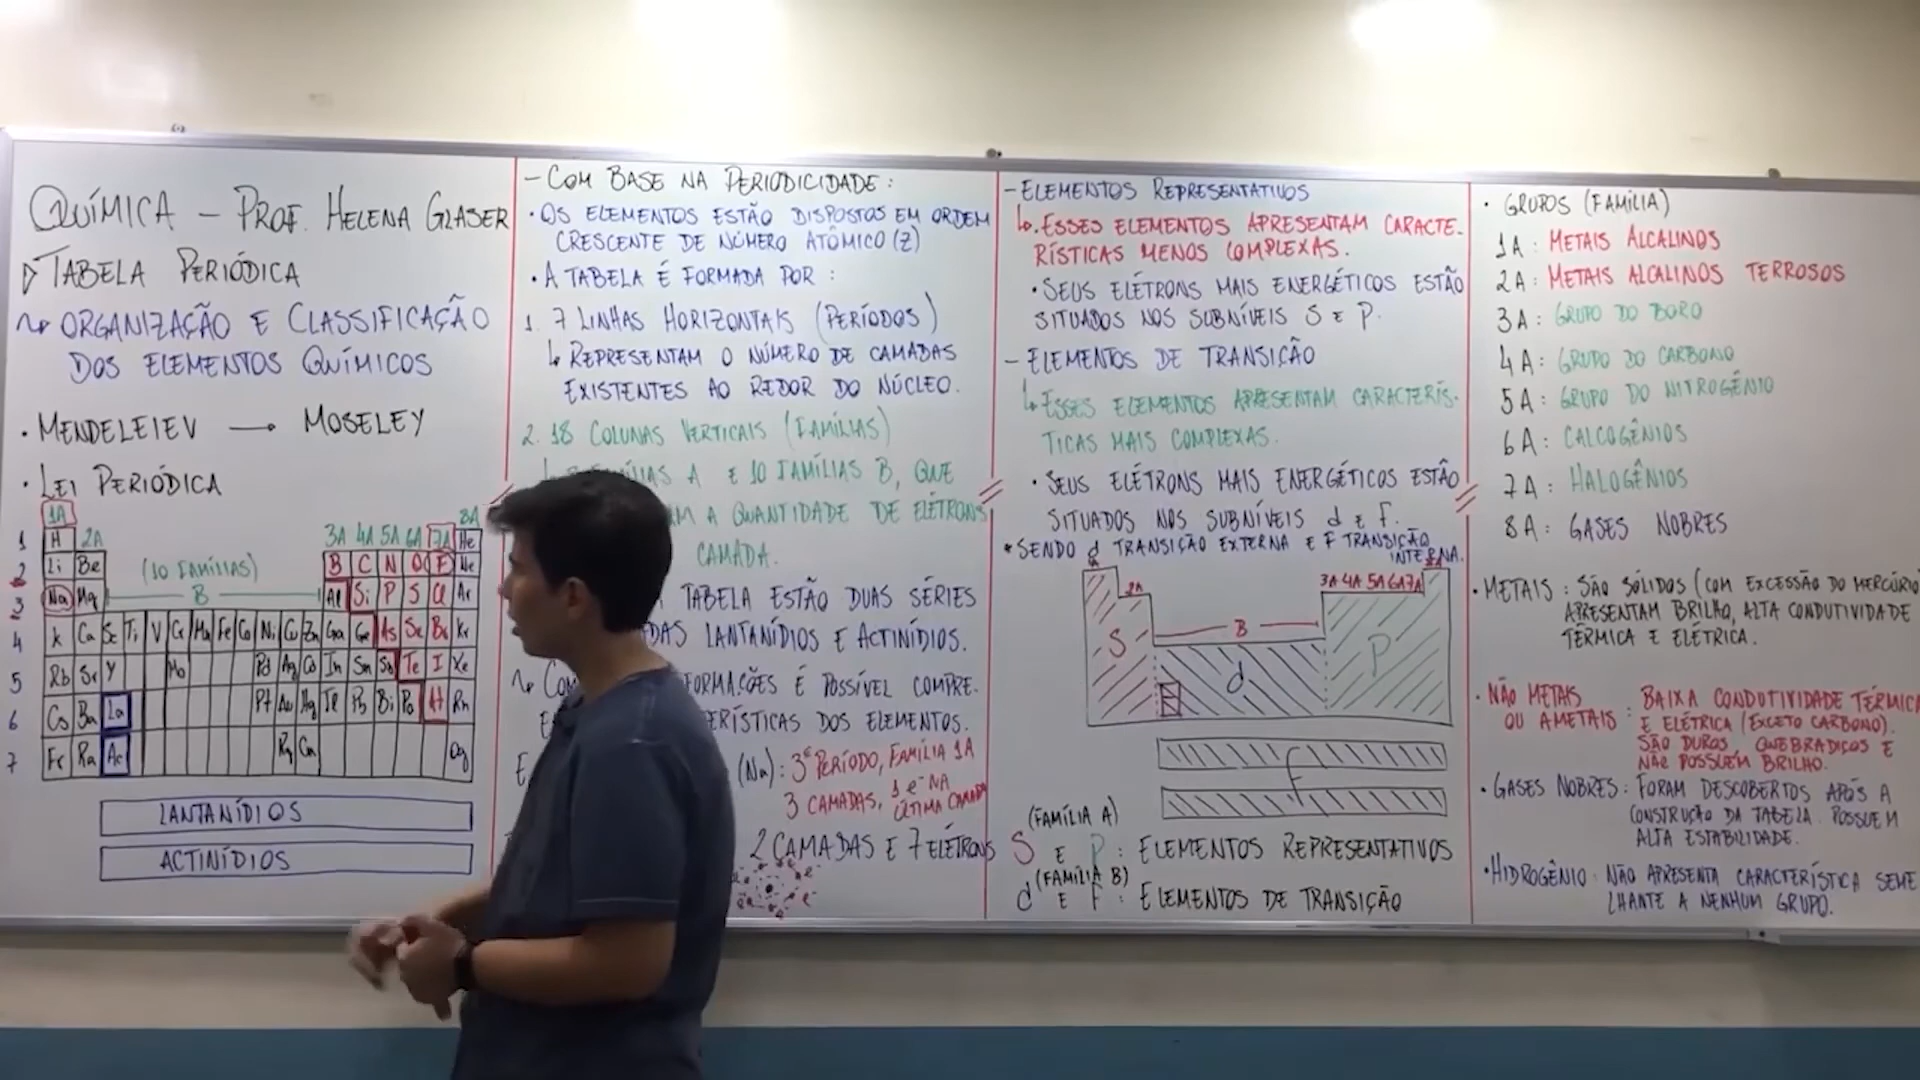 QUÍMICA – PROF. HELENA GLASER
TABELA PERIÓDICA
ORGANIZAÇÃO E CLASSIFICAÇÃO
DOS ELEMENTOS QUÍMICOS
• MENDELEIEV → MOSELEY
• LEI PERIÓDICA
1A 8A
2A 3A 4A 5A 6A 7A
1 H He
2 Li Be (10 FAMÍLIAS) B C N O F Ne
3 Na Mg B Al Si P S Cl Ar
4 K Ca Sc Ti V Cr Mn Fe Co Ni Cu Zn Ga Ge As Se Br Kr
5 Rb Sr Y Mo Pd Ag Cd In Sn Sb Te I Xe
6 Cs Ba La Pt Au Hg Tl Pb Bi Po At Rn
7 Fr Ra Ac Rg Cn Og
LANTANÍDIOS
ACTINÍDIOS
– COM BASE NA PERIODICIDADE:
• OS ELEMENTOS ESTÃO DISPOSTOS EM ORDEM
CRESCENTE DE NÚMERO ATÔMICO (Z)
• A TABELA É FORMADA POR:
1. 7 LINHAS HORIZONTAIS (PERÍODOS)
REPRESENTAM O NÚMERO DE CAMADAS
EXISTENTES AO REDOR DO NÚCLEO.
2. 18 COLUNAS VERTICAIS (FAMÍLIAS)
A E 10 FAMÍLIAS B, QUE
A QUANTIDADE DE ELÉTRONS
CAMADA.
TABELA ESTÃO DUAS SÉRIES
DAS LANTANÍDIOS E ACTINÍDIOS.
É POSSÍVEL COMPRE-
DOS ELEMENTOS.
(Na): 3º PERÍODO, FAMÍLIA 1A
3 CAMADAS, 1 e⁻ NA
ÚLTIMA CAMADA
2 CAMADAS E 7 ELÉTRONS
– ELEMENTOS REPRESENTATIVOS
• ESSES ELEMENTOS APRESENTAM CARACTE-
RÍSTICAS MENOS COMPLEXAS.
• SEUS ELÉTRONS MAIS ENERGÉTICOS ESTÃO
SITUADOS NOS SUBNÍVEIS S E P.
– ELEMENTOS DE TRANSIÇÃO
• ESSES ELEMENTOS APRESENTAM CARACTERÍS-
TICAS MAIS COMPLEXAS.
• SEUS ELÉTRONS MAIS ENERGÉTICOS ESTÃO
SITUADOS NOS SUBNÍVEIS d E F.
* SENDO d TRANSIÇÃO EXTERNA E F TRANSIÇÃO
INTERNA.
2A 3A 4A 5A 6A 7A
B
S d P
F
(FAMÍLIA A)
S E P: ELEMENTOS REPRESENTATIVOS
(FAMÍLIA B)
d E F: ELEMENTOS DE TRANSIÇÃO
• GRUPOS (FAMÍLIA)
1A: METAIS ALCALINOS
2A: METAIS ALCALINOS TERROSOS
3A: GRUPO DO BORO
4A: GRUPO DO CARBONO
5A: GRUPO DO NITROGÊNIO
6A: CALCOGÊNIOS
7A: HALOGÊNIOS
8A: GASES NOBRES
• METAIS: SÃO SÓLIDOS (COM EXCESSÃO DO MERCÚRIO
APRESENTAM BRILHO, ALTA CONDUTIVIDADE
TÉRMICA E ELÉTRICA.
• NÃO METAIS OU AMETAIS: BAIXA CONDUTIVIDADE TÉRMICA
E ELÉTRICA (EXCETO CARBONO).
SÃO DUROS, QUEBRADIÇOS E
NÃO POSSUEM BRILHO.
• GASES NOBRES: FORAM DESCOBERTOS APÓS A
CONSTRUÇÃO DA TABELA. POSSUEM
ALTA ESTABILIDADE.
• HIDROGÊNIO: NÃO APRESENTA CARACTERÍSTICA SEME
LHANTE A NENHUM GRUPO.